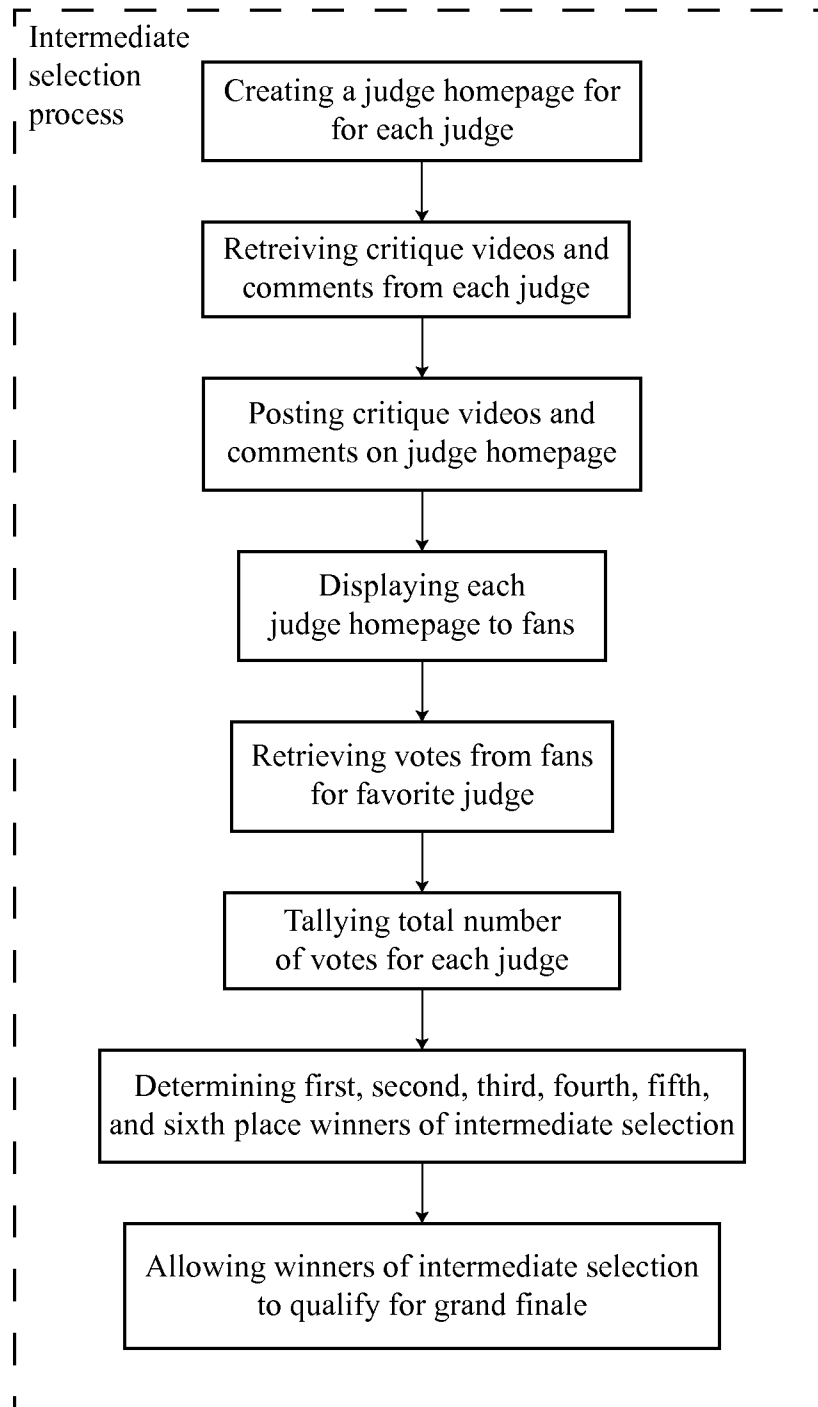 Intermediate
selection
process
Creating a judge homepage for
for each judge
Retreiving critique videos and
comments from each judge
Posting critique videos and
comments on judge homepage
Displaying each
judge homepage to fans
Retrieving votes from fans
for favorite judge
Tallying total number
of votes for each judge
Determining first, second, third, fourth, fifth,
and sixth place winners of intermediate selection
Allowing winners of intermediate selection
to qualify for grand finale